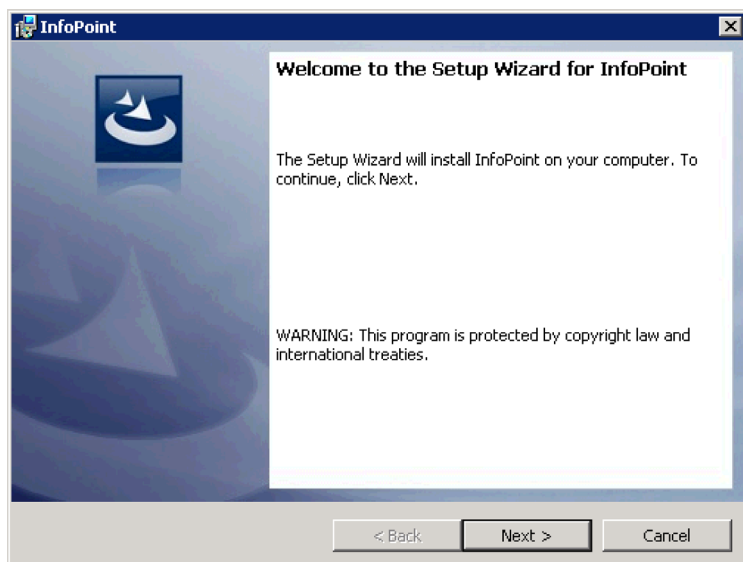 InfoPoint
Welcome to the Setup Wizard for InfoPoint
The Setup Wizard will install InfoPoint on your computer. To
continue, click Next.
WARNING: This program is protected by copyright law and
international treaties.
< Back
Next >
Cancel